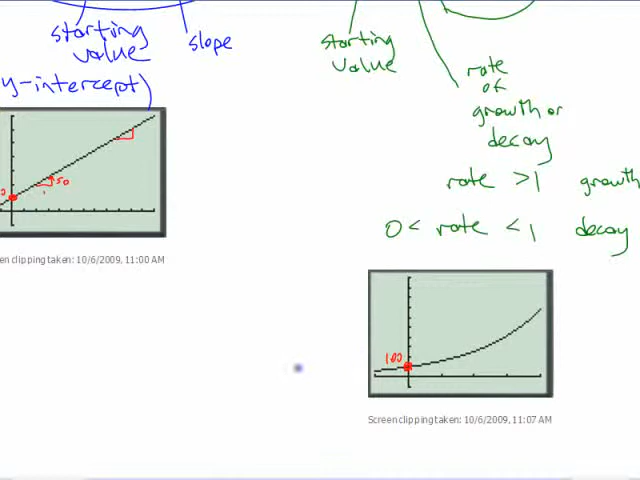 starting
value
slope
(y-intercept)
50
Screen clipping taken: 10/6/2009, 11:00 AM
starting
value
rate
of
growth or
decay
rate > 1 growth
0 < rate < 1 decay
100
Screen clipping taken: 10/6/2009, 11:07 AM